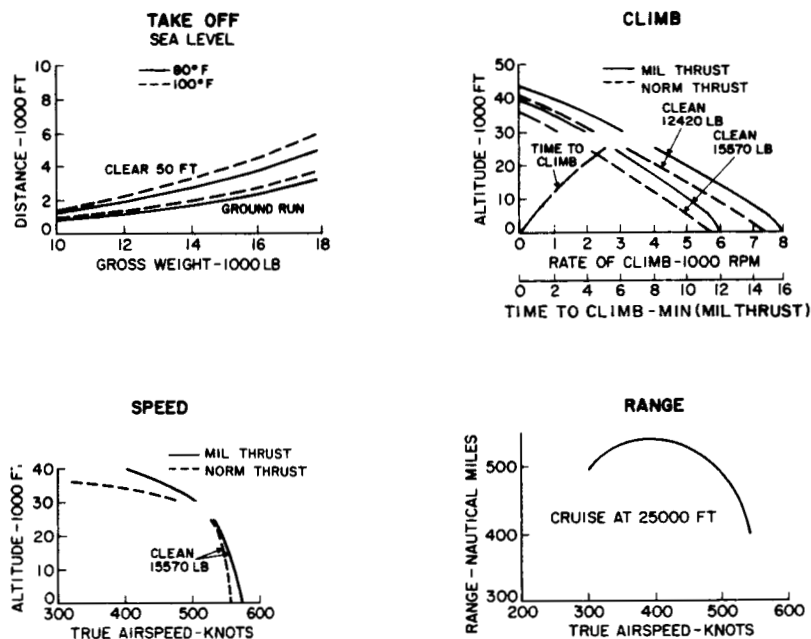 TAKE OFF
SEA LEVEL
10
8
6
4
2
0
DISTANCE - 1000 FT
80° F
100° F
CLEAR 50 FT
GROUND RUN
10 12 14 16 18
GROSS WEIGHT - 1000 LB
CLIMB
50
40
30
20
10
0
ALTITUDE - 1000 FT
MIL THRUST
NORM THRUST
CLEAN
12420 LB
CLEAN
15570 LB
TIME TO
CLIMB
0 1 2 3 4 5 6 7 8
RATE OF CLIMB - 1000 RPM
0 2 4 6 8 10 12 14 16
TIME TO CLIMB - MIN (MIL THRUST)
SPEED
40
30
20
10
0
ALTITUDE - 1000 FT
MIL THRUST
NORM THRUST
CLEAN
15570 LB
300 400 500 600
TRUE AIRSPEED - KNOTS
RANGE
500
400
300
RANGE - NAUTICAL MILES
CRUISE AT 25000 FT
200 300 400 500 600
TRUE AIRSPEED - KNOTS